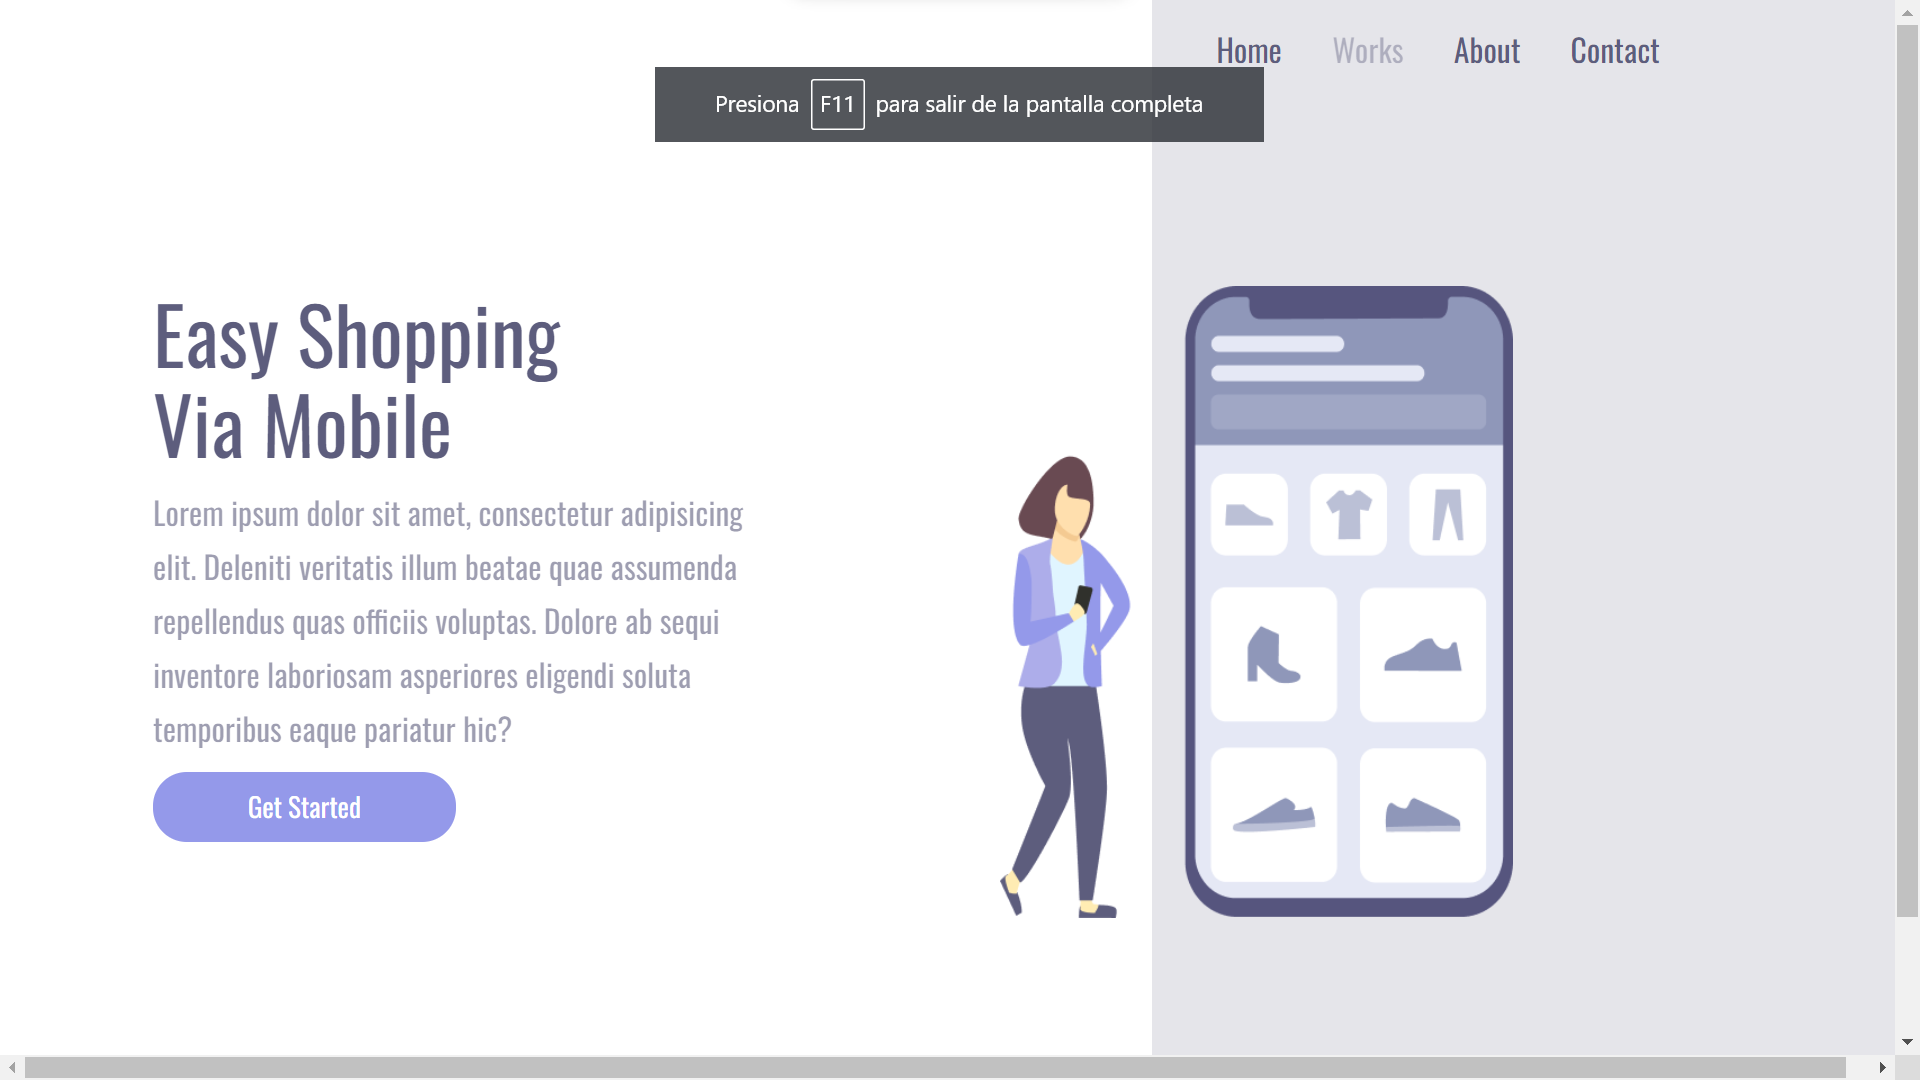 Home Works About Contact
Presiona F11 para salir de la pantalla completa
Easy Shopping
Via Mobile
Lorem ipsum dolor sit amet, consectetur adipisicing
elit. Deleniti veritatis illum beatae quae assumenda
repellendus quas officiis voluptas. Dolore ab sequi
inventore laboriosam asperiores eligendi soluta
temporibus eaque pariatur hic?
Get Started